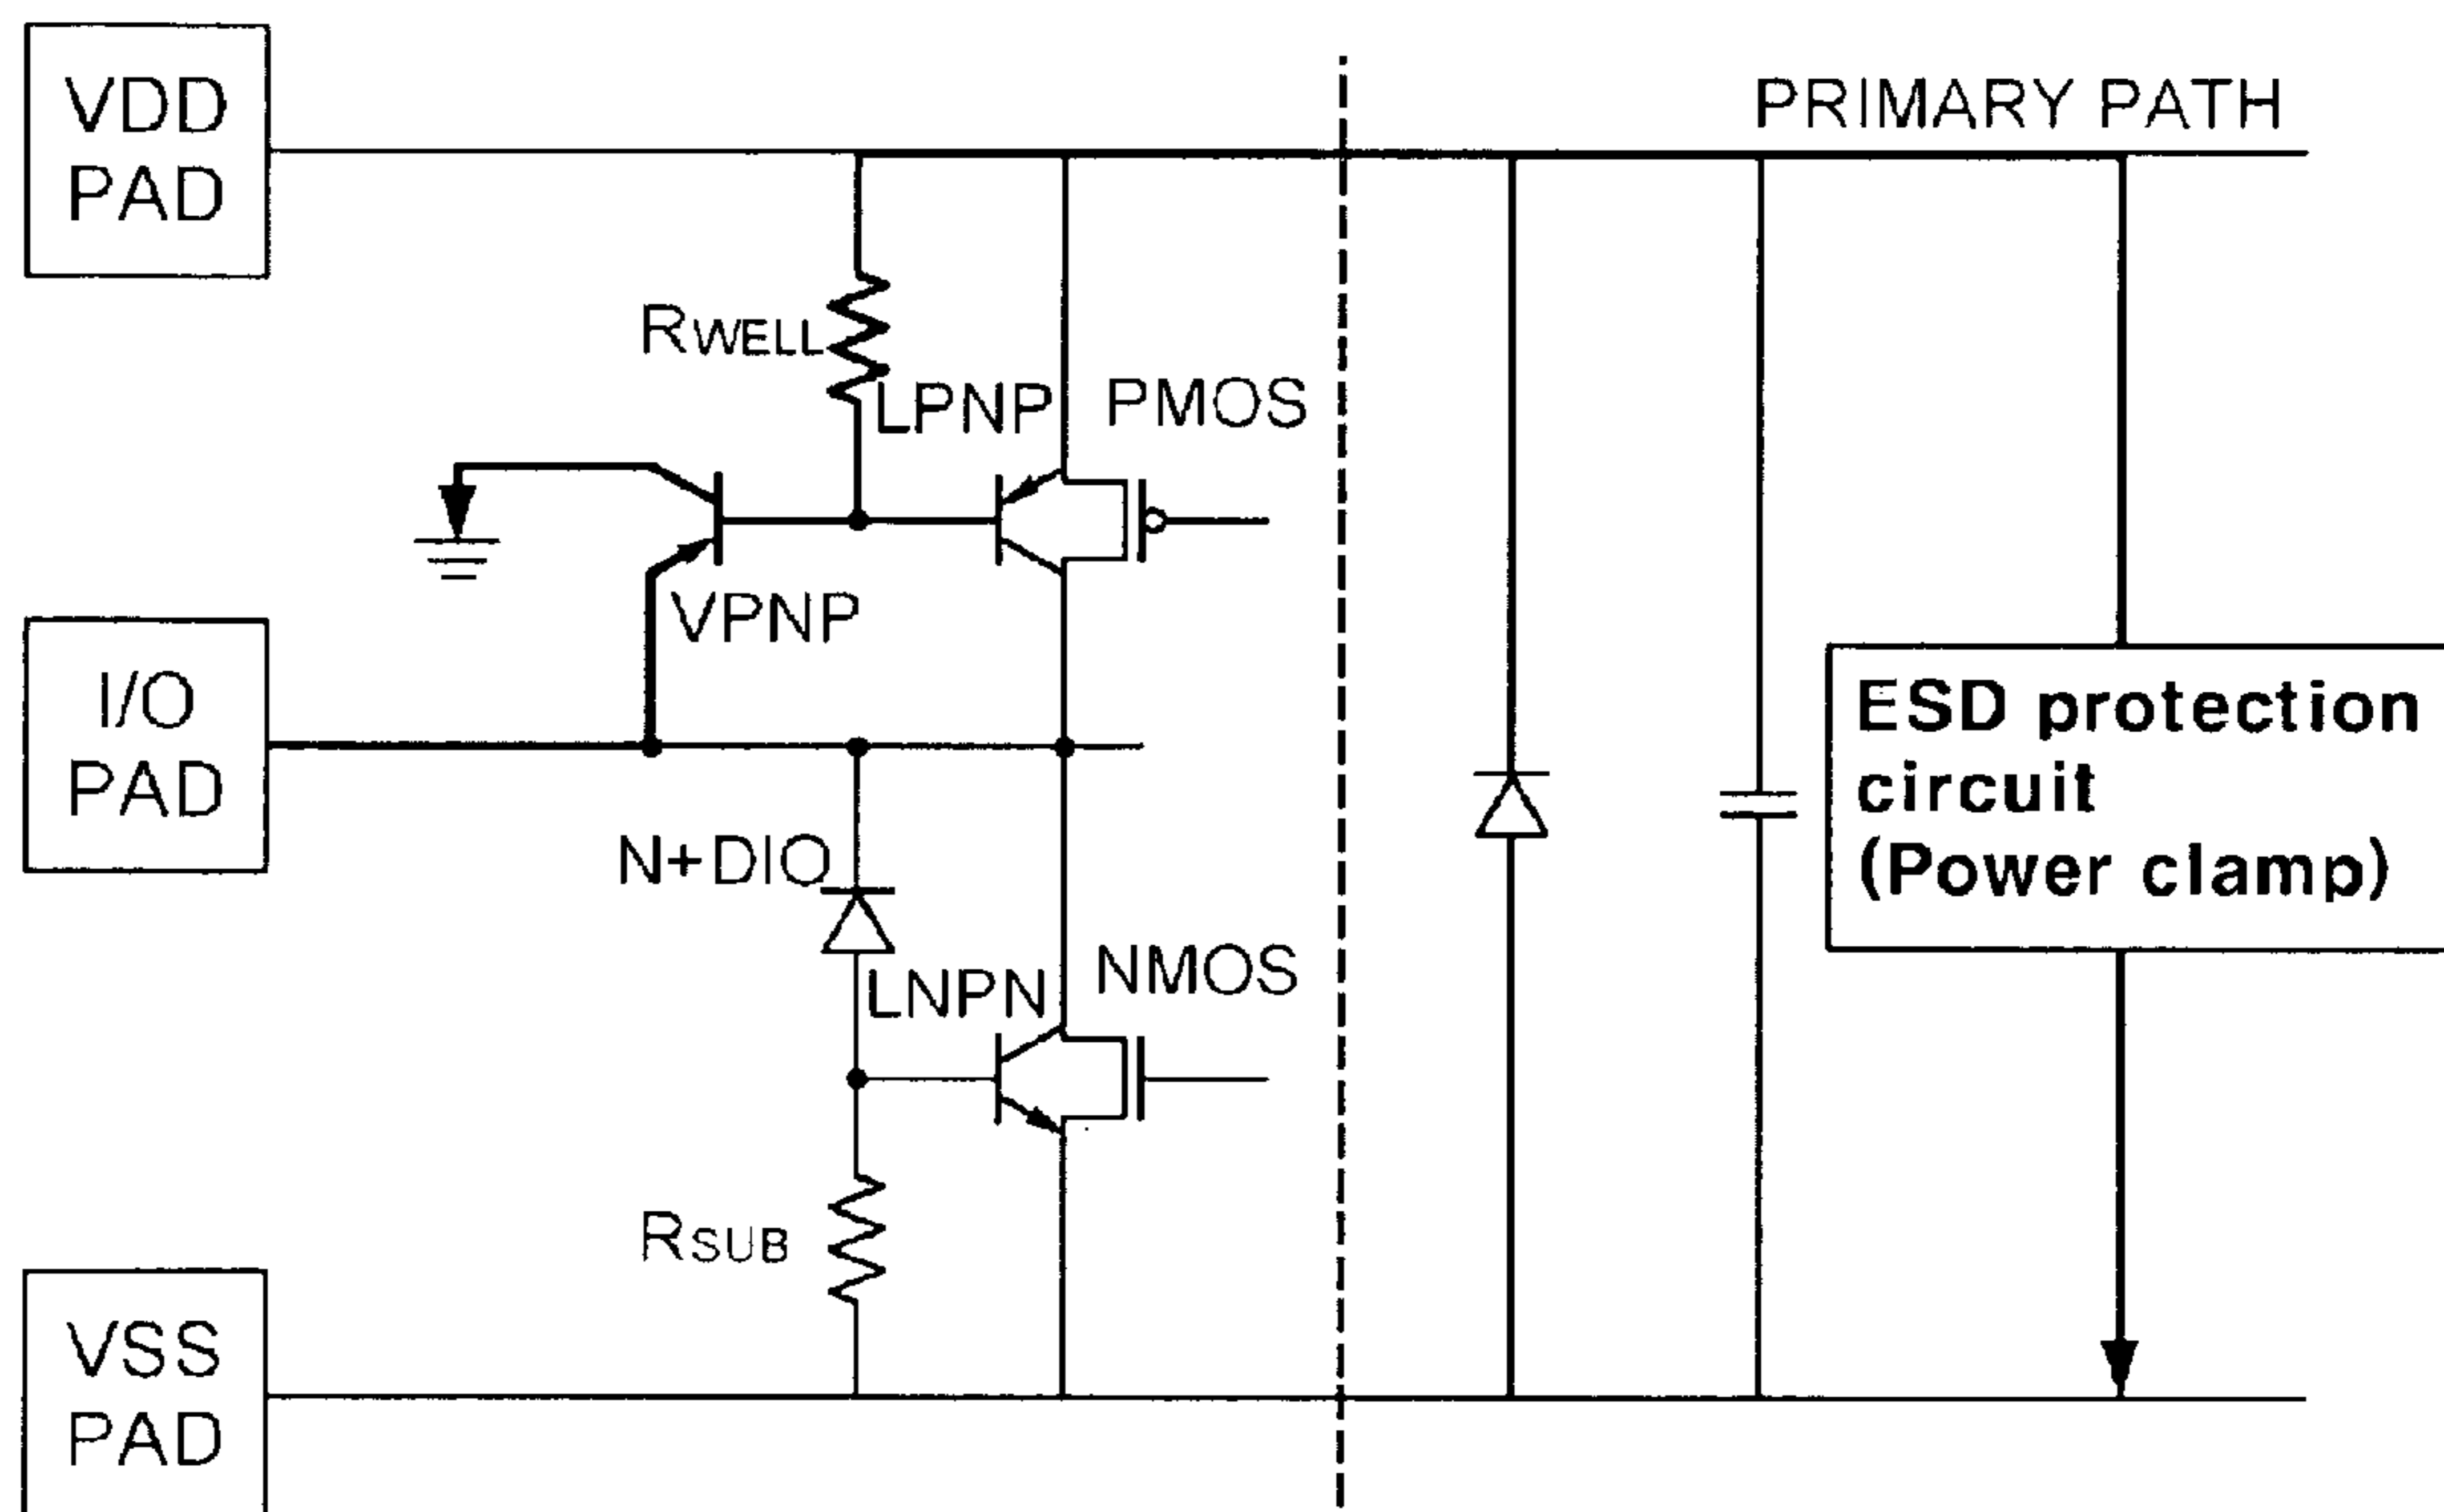 VDD
PAD
PRIMARY PATH
RWELL
LPNP
PMOS
VPNP
I/O
PAD
ESD protection
circuit
(Power clamp)
N+DIO
LNPN
NMOS
RSUB
VSS
PAD